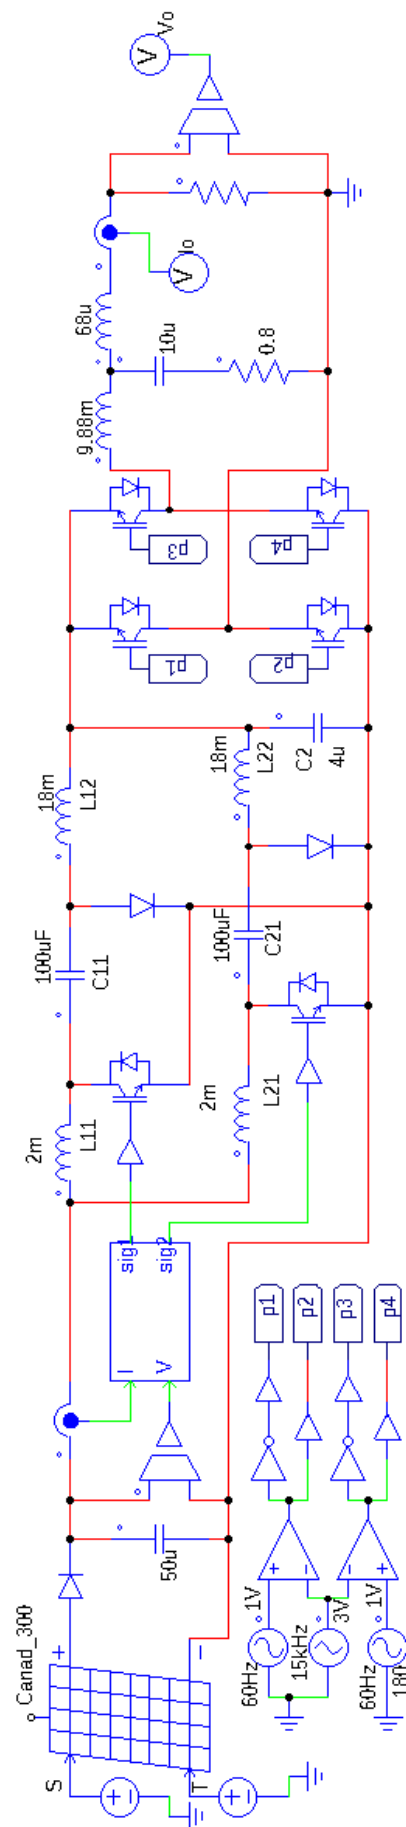 Canad_300
S
T
+
−
50u
I
V
sig1
sig2
2m
L11
100uF
C11
18m
L12
2m
L21
100uF
C21
18m
L22
C2
4u
p1
p2
p3
p4
9.88m
68u
10u
0.8
V
Io
V
Vo
60Hz
1V
15kHz
3V
60Hz
1V
180
p1
p2
p3
p4